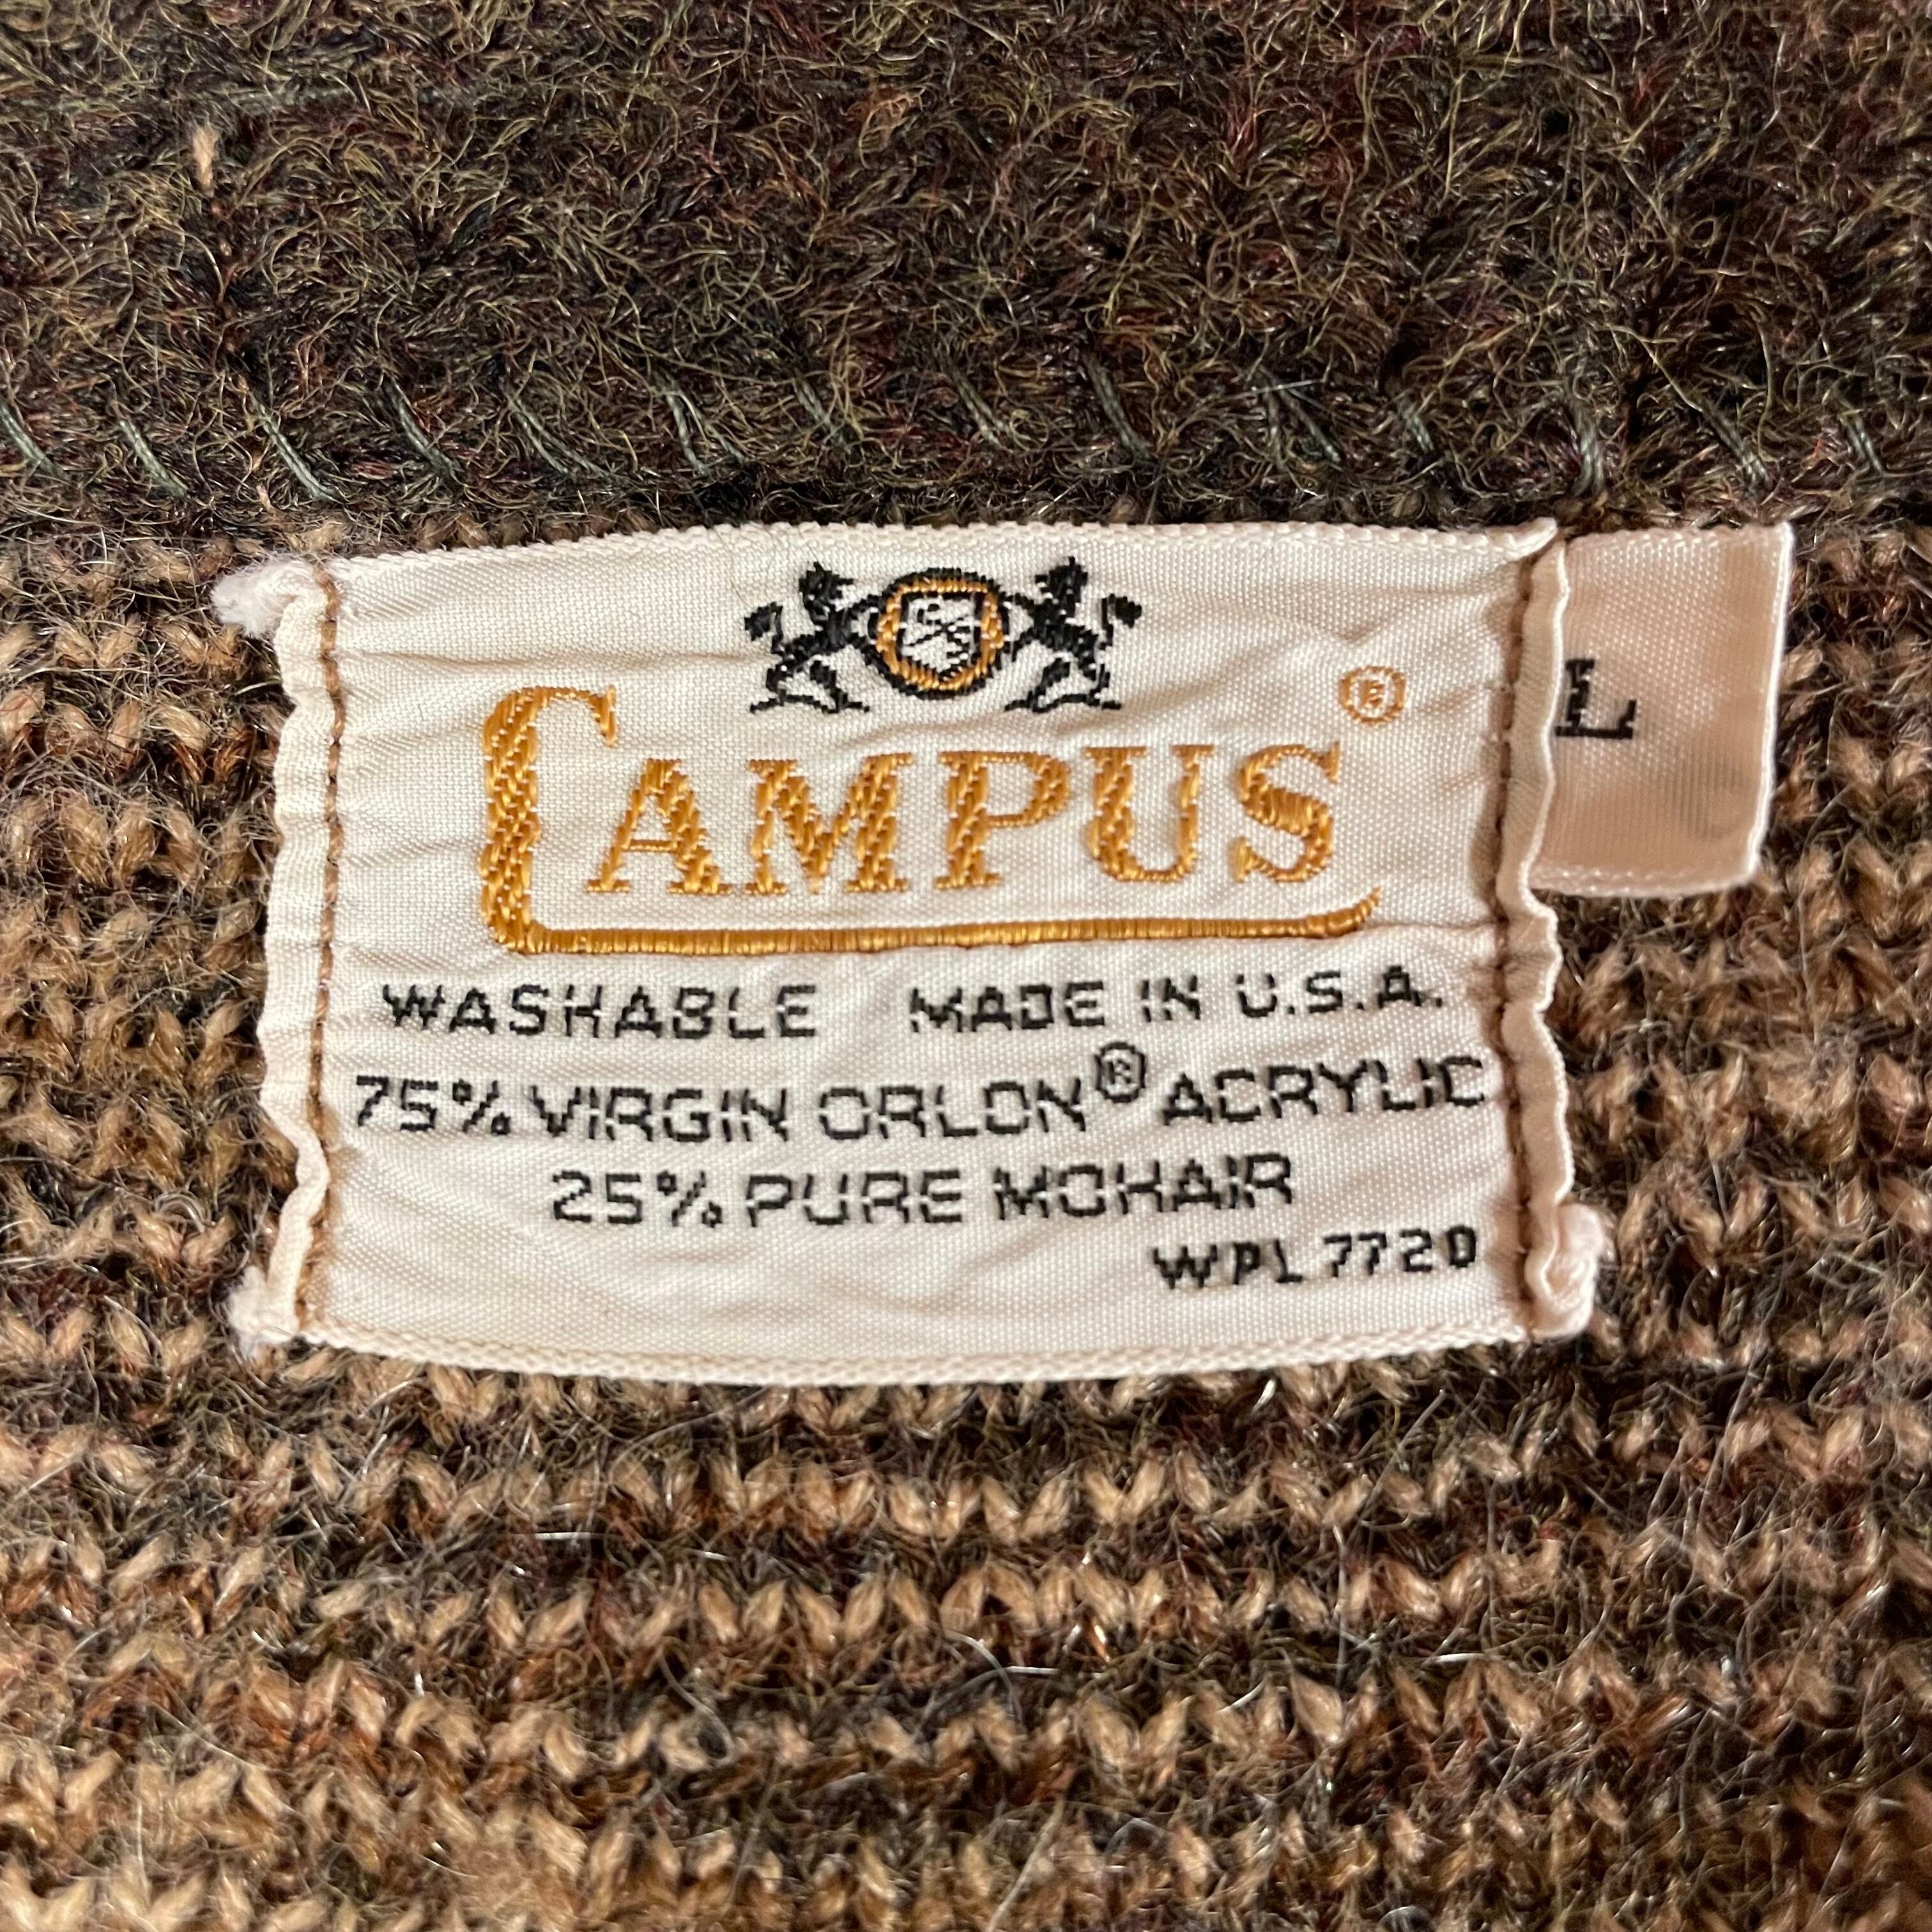 CAMPUS®
L
WASHABLE MADE IN U.S.A.
75% VIRGIN ORLON® ACRYLIC
25% PURE MOHAIR
WPL 7720